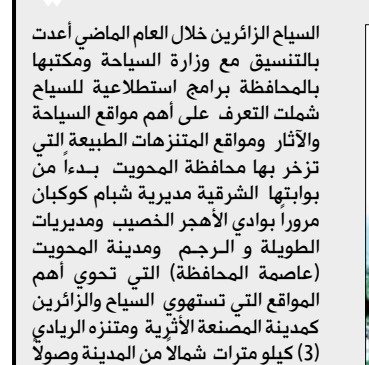 السياح الزائرين خلال العام الماضي أعدت
بالتنسيق مع وزارة السياحة ومكتبها
بالمحافظة برامج استطلاعية للسياح
شملت التعرف على أهم مواقع السياحة
والآثار ومواقع المتنزهات الطبيعة التي
تزخر بها محافظة المحويت بـدءاً من
بوابتها الشرقية مديرية شبام كوكبان
مروراً بوادي الأهجر الخصيب ومديريات
الطويلة و الـرجـم ومدينة المحويت
(عاصمة المحافظة) التي تحوي أهم
المواقع التي تستهوي السياح والزائرين
كمدينة المصنعة الأثرية ومتنزه الريادي
(3) كيلو مترات شمالاً من المدينة وصولاً